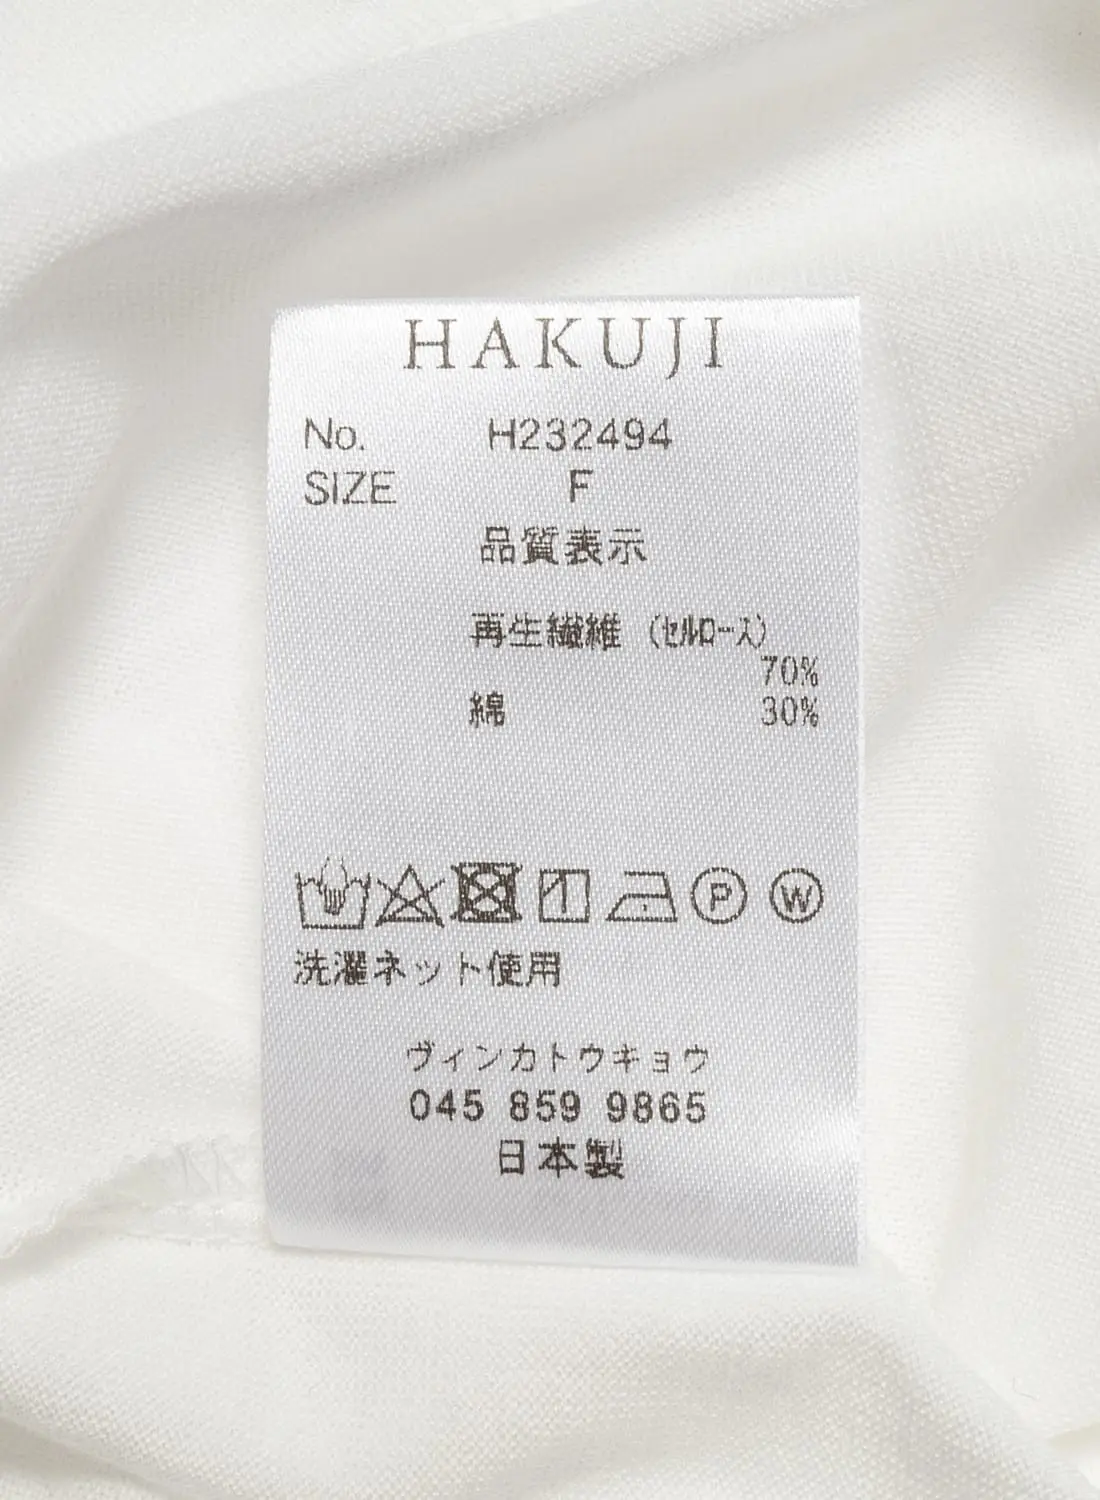 HAKUJI
No. H232494
SIZE F
品質表示
再生繊維 (セルロース)
70%
綿 30%
P W
洗濯ネット使用
ヴィンカトウキョウ
045 859 9865
日本製